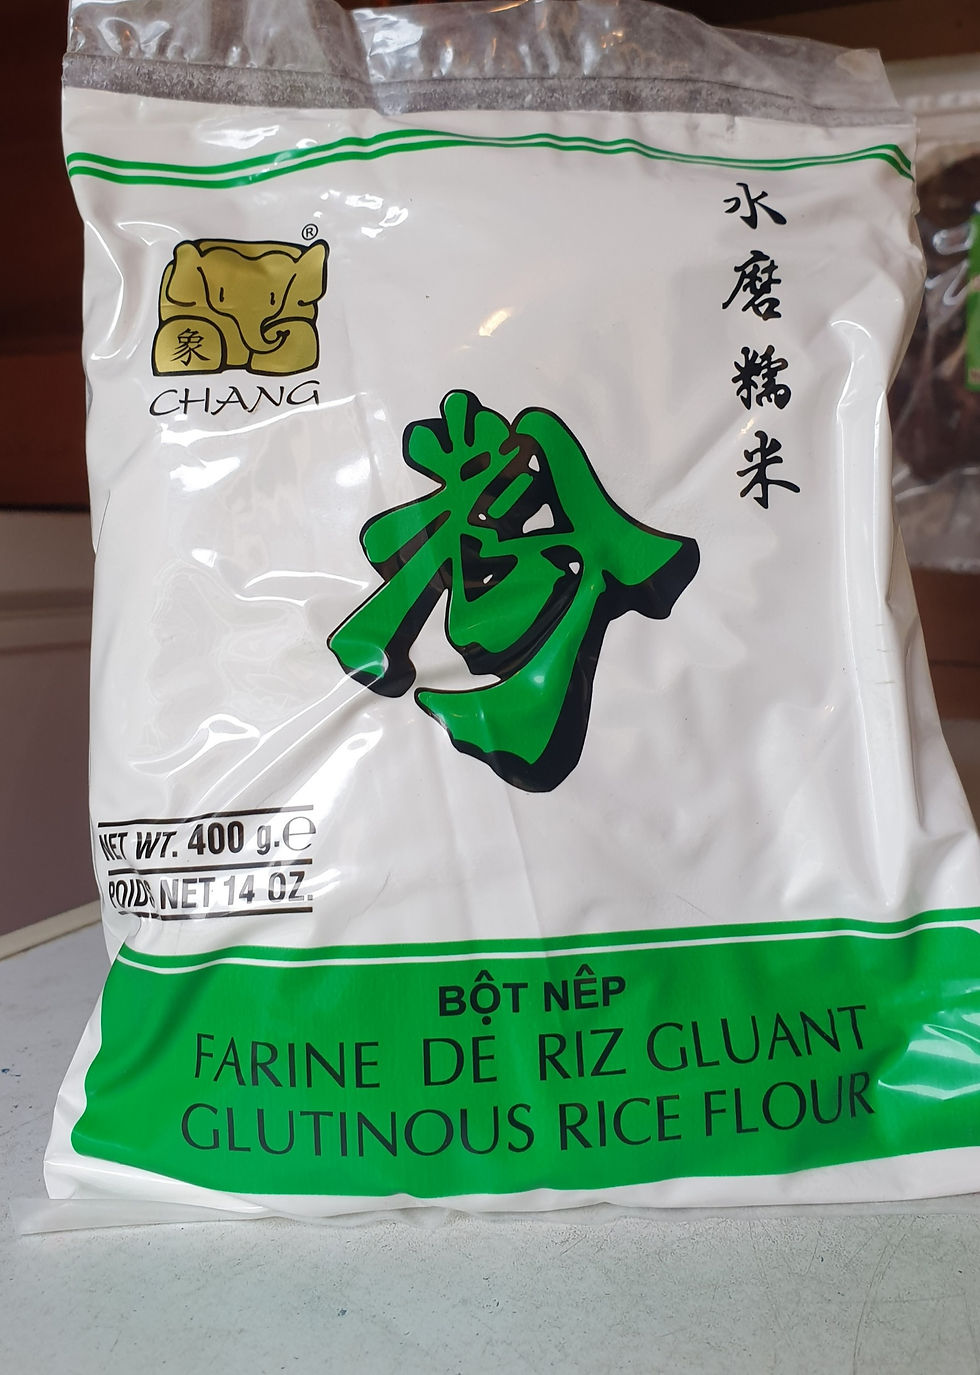 ®
象
CHANG
水磨糯米
粉
NET WT. 400 g.e
POIDS NET 14 OZ.
BỘT NÊP
FARINE DE RIZ GLUANT
GLUTINOUS RICE FLOUR